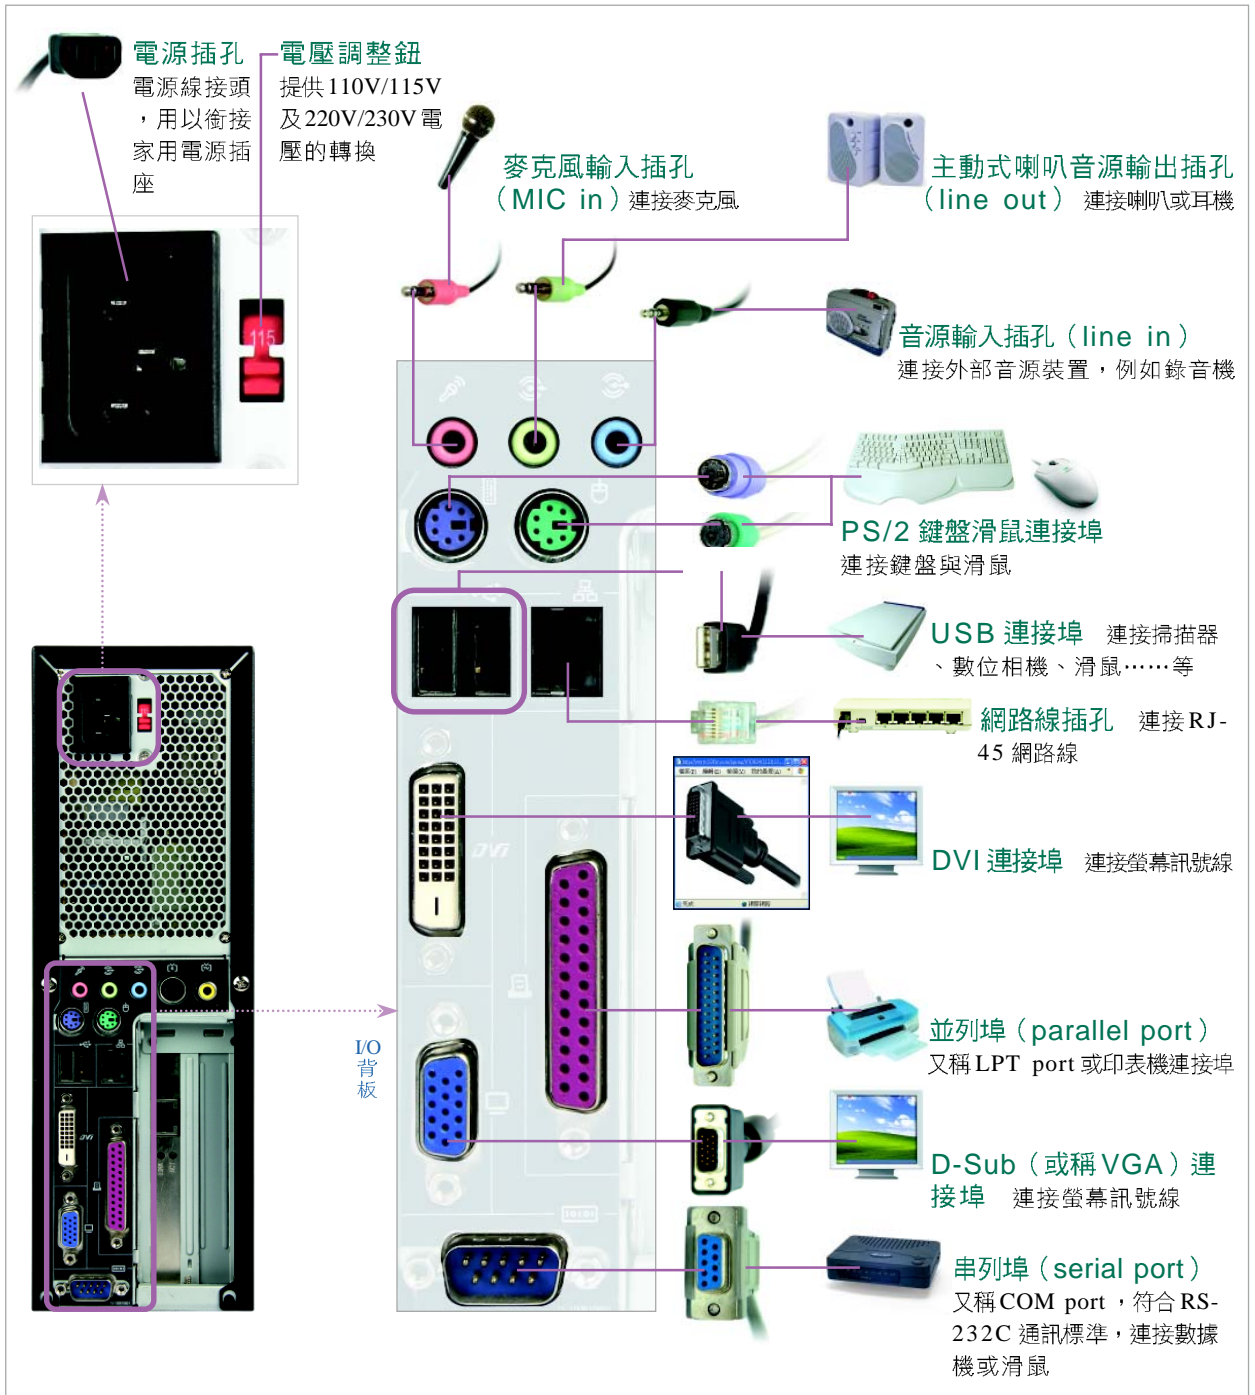 電源插孔
電源線接頭
，用以銜接
家用電源插
座
電壓調整鈕
提供110V/115V
及220V/230V電
壓的轉換
麥克風輸入插孔
（MIC in）連接麥克風
主動式喇叭音源輸出插孔
（line out） 連接喇叭或耳機
115
音源輸入插孔（line in）
連接外部音源裝置，例如錄音機
PS/2 鍵盤滑鼠連接埠
連接鍵盤與滑鼠
USB 連接埠 連接掃描器
、數位相機、滑鼠……等
網路線插孔 連接RJ-
45 網路線
DVI
DVI 連接埠 連接螢幕訊號線
並列埠（parallel port）
又稱LPT port 或印表機連接埠
I/O
背
板
D-Sub（或稱VGA）連
接埠 連接螢幕訊號線
10101
串列埠（serial port）
又稱COM port ，符合RS-
232C 通訊標準，連接數據
機或滑鼠